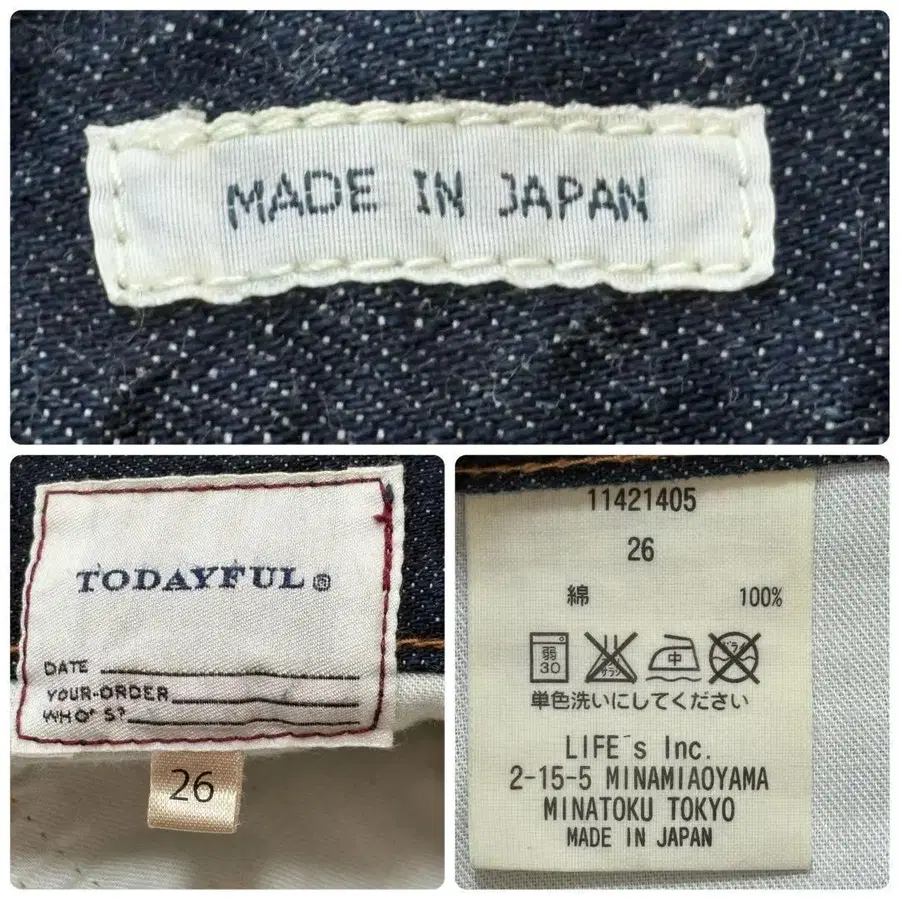 MADE IN JAPAN
TODAYFUL®
DATE
YOUR-ORDER
WHO'S?
26
11421405
26
綿 100%
弱 30 中
単色洗いにしてください
LIFE´s Inc.
2-15-5 MINAMIAOYAMA
MINATOKU TOKYO
MADE IN JAPAN